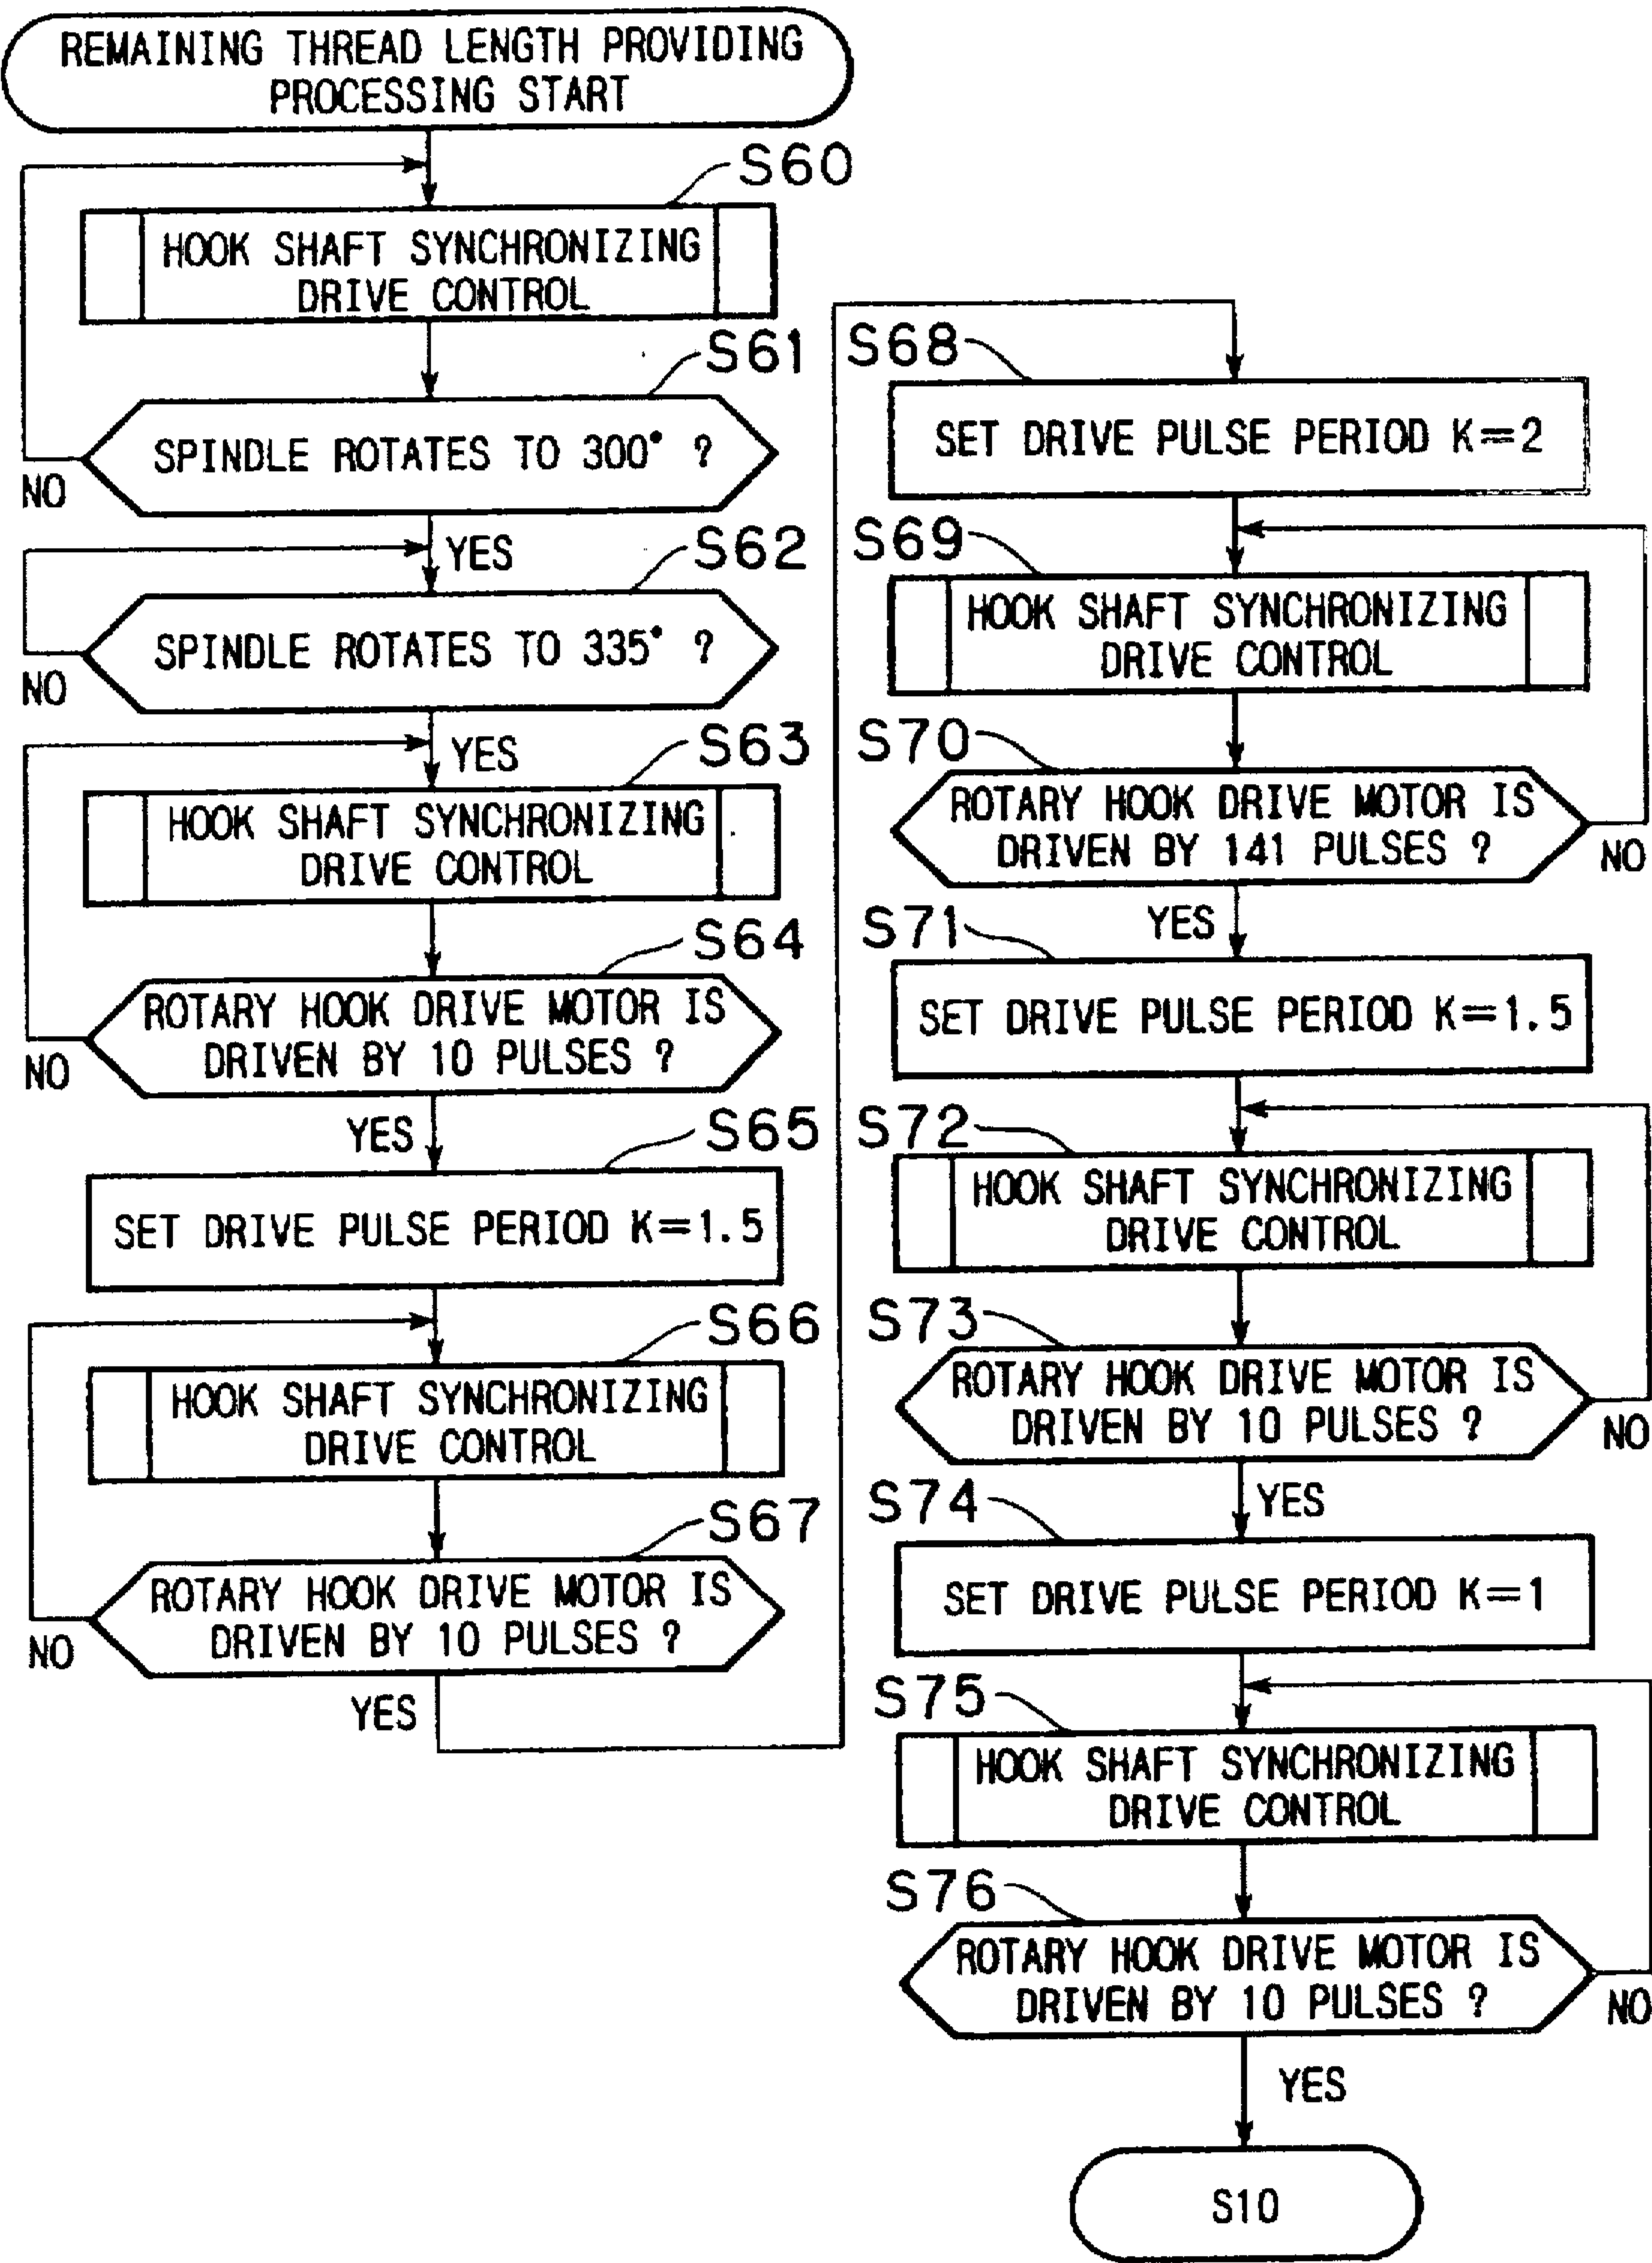 REMAINING THREAD LENGTH PROVIDING
PROCESSING START
S60
HOOK SHAFT SYNCHRONIZING
DRIVE CONTROL
S61
SPINDLE ROTATES TO 300° ?
NO
YES
S62
SPINDLE ROTATES TO 335° ?
NO
YES
S63
HOOK SHAFT SYNCHRONIZING
DRIVE CONTROL
S64
ROTARY HOOK DRIVE MOTOR IS
DRIVEN BY 10 PULSES ?
NO
YES
S65
SET DRIVE PULSE PERIOD K=1.5
S66
HOOK SHAFT SYNCHRONIZING
DRIVE CONTROL
S67
ROTARY HOOK DRIVE MOTOR IS
DRIVEN BY 10 PULSES ?
NO
YES
S68
SET DRIVE PULSE PERIOD K=2
S69
HOOK SHAFT SYNCHRONIZING
DRIVE CONTROL
S70
ROTARY HOOK DRIVE MOTOR IS
DRIVEN BY 141 PULSES ?
NO
YES
S71
SET DRIVE PULSE PERIOD K=1.5
S72
HOOK SHAFT SYNCHRONIZING
DRIVE CONTROL
S73
ROTARY HOOK DRIVE MOTOR IS
DRIVEN BY 10 PULSES ?
NO
YES
S74
SET DRIVE PULSE PERIOD K=1
S75
HOOK SHAFT SYNCHRONIZING
DRIVE CONTROL
S76
ROTARY HOOK DRIVE MOTOR IS
DRIVEN BY 10 PULSES ?
NO
YES
S10